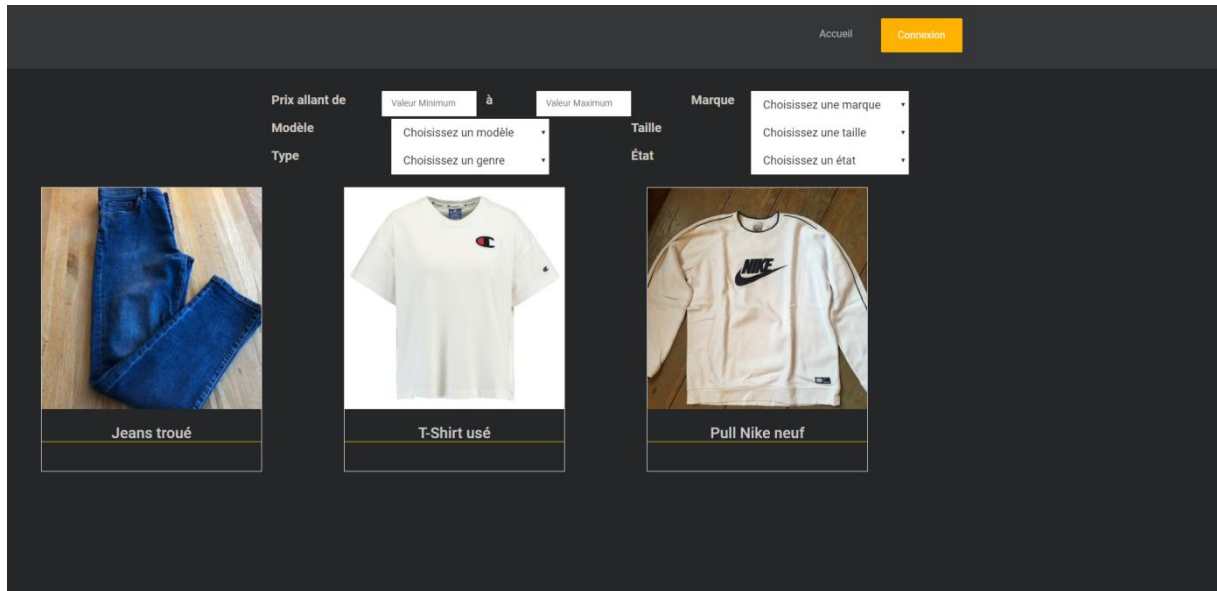 Accueil Connexion
Prix allant de Valeur Minimum à Valeur Maximum Marque Choisissez une marque
Modèle Choisissez un modèle Taille Choisissez une taille
Type Choisissez un genre État Choisissez un état
NIKE
Jeans troué T-Shirt usé Pull Nike neuf